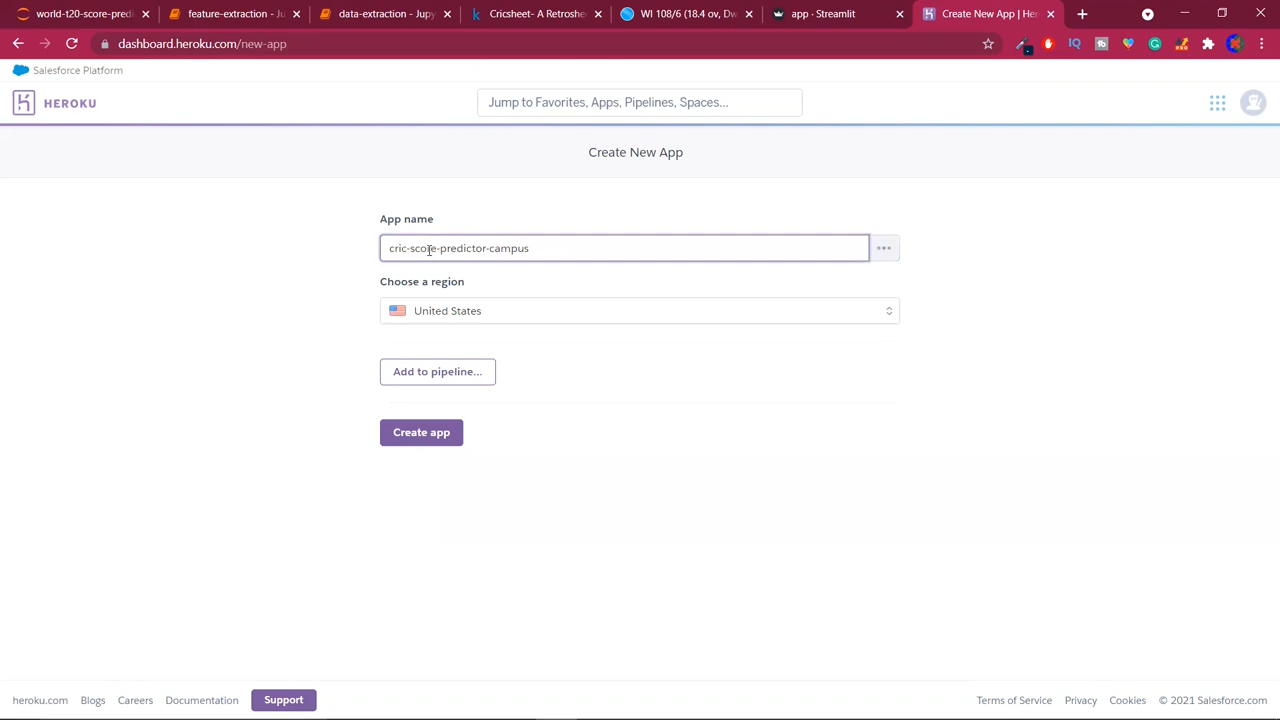 world-t20-score-predi
feature-extraction - Ju
data-extraction - Jupy
Cricsheet- A Retroshe
WI 108/6 (18.4 ov, Dw
app · Streamlit
Create New App | Her
dashboard.heroku.com/new-app
Salesforce Platform
HEROKU
Jump to Favorites, Apps, Pipelines, Spaces...
Create New App
App name
cric-score-predictor-campus
Choose a region
United States
Add to pipeline...
Create app
heroku.com Blogs Careers Documentation Support Terms of Service Privacy Cookies © 2021 Salesforce.com